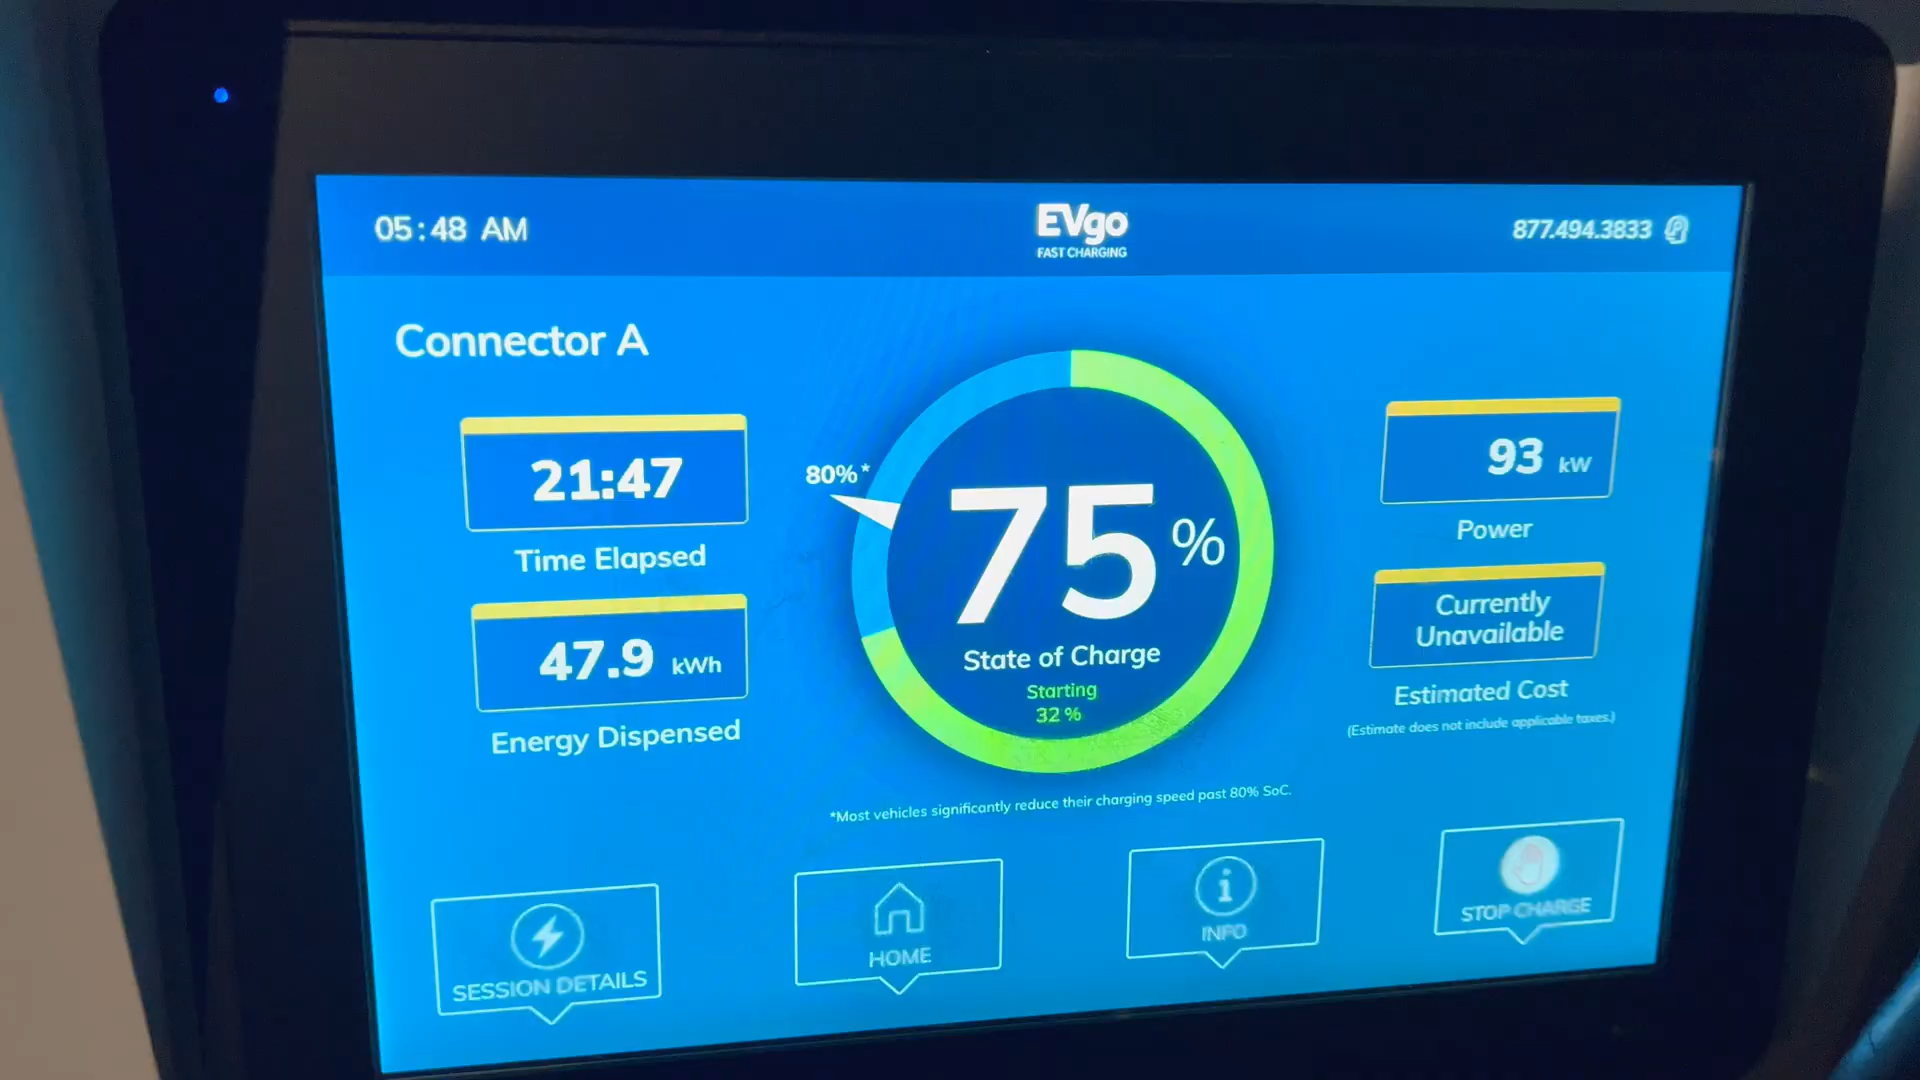 05:48 AM
EVgo
FAST CHARGING
877.494.3833
Connector A
21:47
Time Elapsed
47.9 kWh
Energy Dispensed
80%*
75%
State of Charge
Starting
32 %
93 kW
Power
Currently
Unavailable
Estimated Cost
(Estimate does not include applicable taxes.)
*Most vehicles significantly reduce their charging speed past 80% SoC.
SESSION DETAILS
HOME
INFO
STOP CHARGE